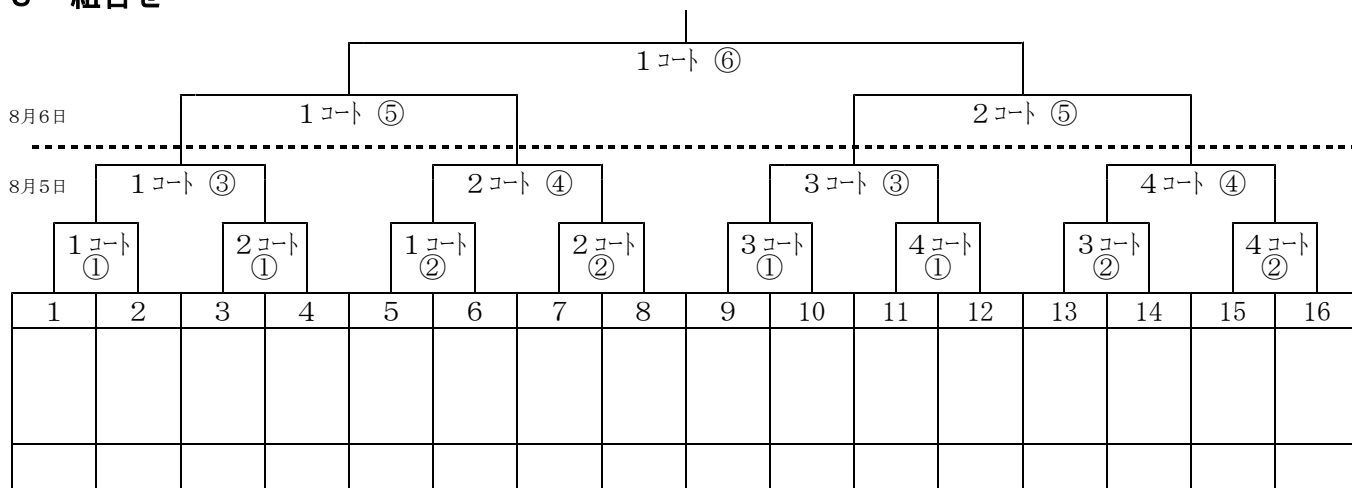 組合せ
1コート ⑥
8月6日 1コート ⑤ 2コート ⑤
8月5日 1コート ③ 2コート ④ 3コート ③ 4コート ④
1コート 2コート 1コート 2コート 3コート 4コート 3コート 4コート
① ① ② ② ① ① ② ②
1 2 3 4 5 6 7 8 9 10 11 12 13 14 15 16